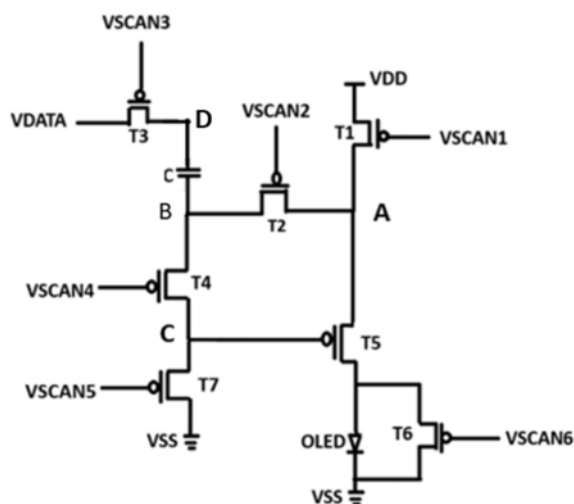 VSCAN3
VDD
VDATA
T3
D
VSCAN2
T1
VSCAN1
C
B
T2
A
VSCAN4
T4
C
T5
VSCAN5
T7
OLED
T6
VSCAN6
VSS
VSS